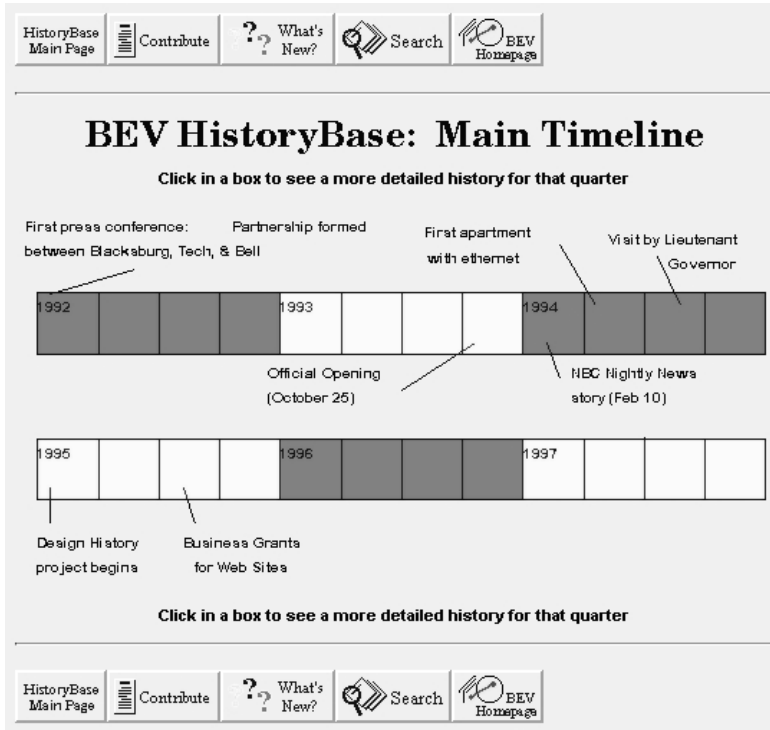 HistoryBase
Main Page
Contribute
What's
New?
Search
BEV
Homepage
BEV HistoryBase: Main Timeline
Click in a box to see a more detailed history for that quarter
First press conference: Partnership formed
between Blacksburg, Tech, & Bell
First apartment
with ethernet
Visit by Lieutenant
Governor
1992
1993
1994
Official Opening
(October 25)
NBC Nightly News
story (Feb 10)
1995
1996
1997
Design History
project begins
Business Grants
for Web Sites
Click in a box to see a more detailed history for that quarter
HistoryBase
Main Page
Contribute
What's
New?
Search
BEV
Homepage